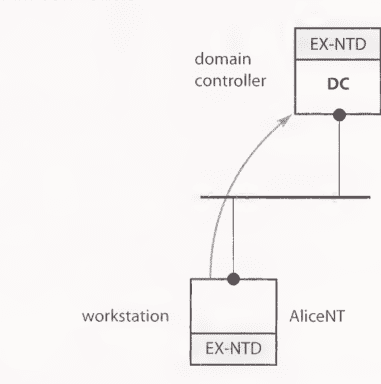 EX-NTD
domain
controller
DC
workstation
AliceNT
EX-NTD